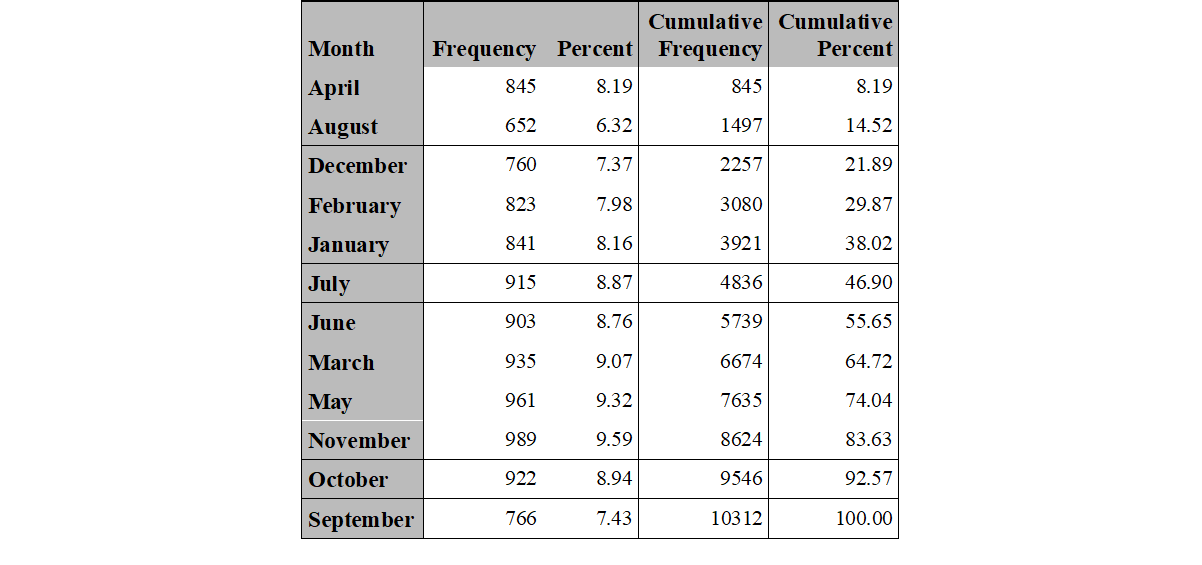 Month Frequency Percent Cumulative Frequency Cumulative Percent
April 845 8.19 845 8.19
August 652 6.32 1497 14.52
December 760 7.37 2257 21.89
February 823 7.98 3080 29.87
January 841 8.16 3921 38.02
July 915 8.87 4836 46.90
June 903 8.76 5739 55.65
March 935 9.07 6674 64.72
May 961 9.32 7635 74.04
November 989 9.59 8624 83.63
October 922 8.94 9546 92.57
September 766 7.43 10312 100.00